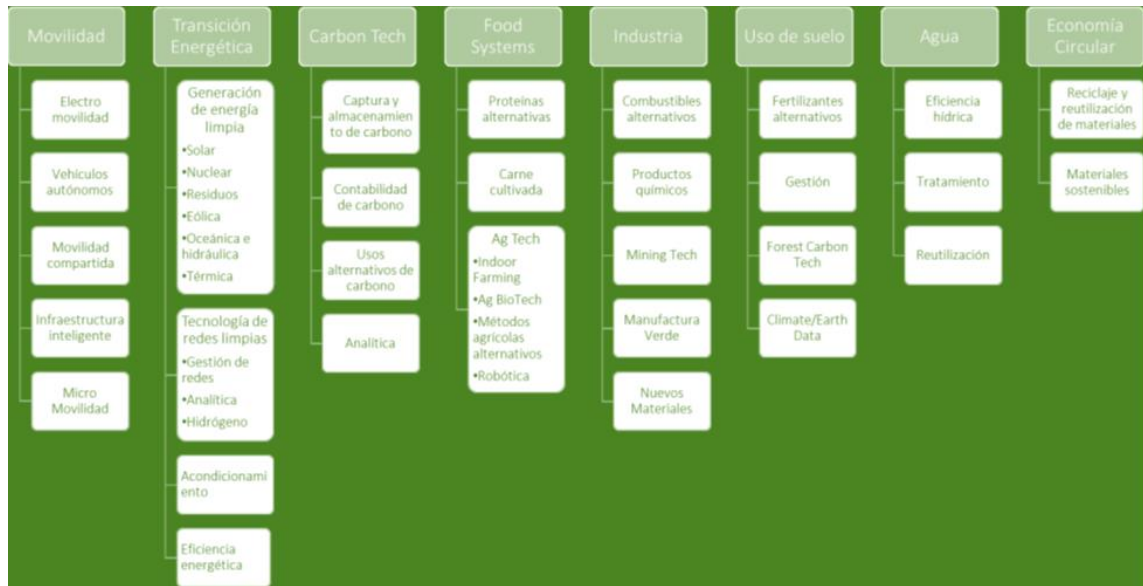 Movilidad
Electro
movilidad
Vehículos
autónomos
Movilidad
compartida
Infraestructura
inteligente
Micro
Movilidad
Transición
Energética
Generación
de energía
limpia
•Solar
•Nuclear
•Residuos
•Eólica
•Oceánica e
hidráulica
•Térmica
Tecnología de
redes limpias
•Gestión de
redes
•Analítica
•Hidrógeno
Acondicionami
ento
Eficiencia
energética
Carbon Tech
Captura y
almacenamien
to de carbono
Contabilidad
de carbono
Usos
alternativos de
carbono
Analítica
Food
Systems
Proteínas
alternativas
Carne
cultivada
Ag Tech
•Indoor
Farming
•Ag BioTech
•Métodos
agrícolas
alternativos
•Robótica
Industria
Combustibles
alternativos
Productos
químicos
Mining Tech
Manufactura
Verde
Nuevos
Materiales
Uso de suelo
Fertilizantes
alternativos
Gestión
Forest Carbon
Tech
Climate/Earth
Data
Agua
Eficiencia
hídrica
Tratamiento
Reutilización
Economía
Circular
Reciclaje y
reutilización
de materiales
Materiales
sostenibles